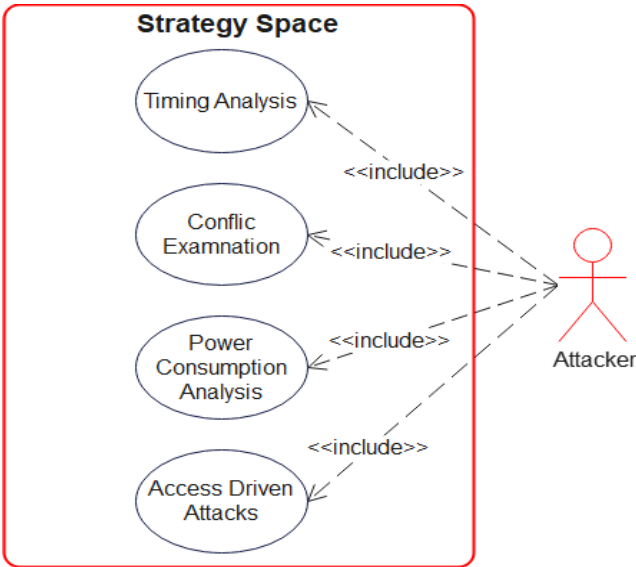 Strategy Space
Timing Analysis
<<include>>
Conflic
Examnation
<<include>>
Power
Consumption
Analysis
<<include>>
Attacker
<<include>>
Access Driven
Attacks